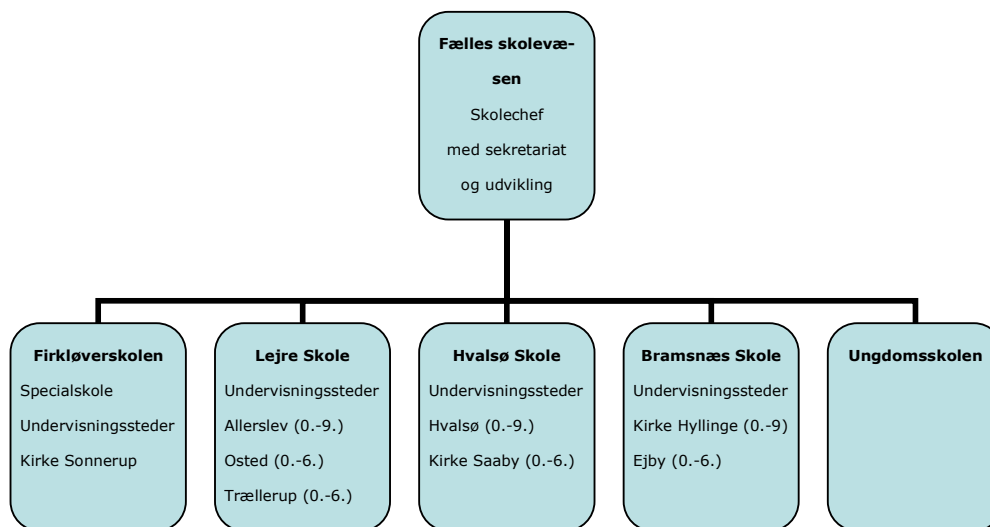 Fælles skolevæ-
sen
Skolechef
med sekretariat
og udvikling
Firkløverskolen
Specialskole
Undervisningssteder
Kirke Sonnerup
Lejre Skole
Undervisningssteder
Allerslev (0.-9.)
Osted (0.-6.)
Trællerup (0.-6.)
Hvalsø Skole
Undervisningssteder
Hvalsø (0.-9.)
Kirke Saaby (0.-6.)
Bramsnæs Skole
Undervisningssteder
Kirke Hyllinge (0.-9)
Ejby (0.-6.)
Ungdomsskolen